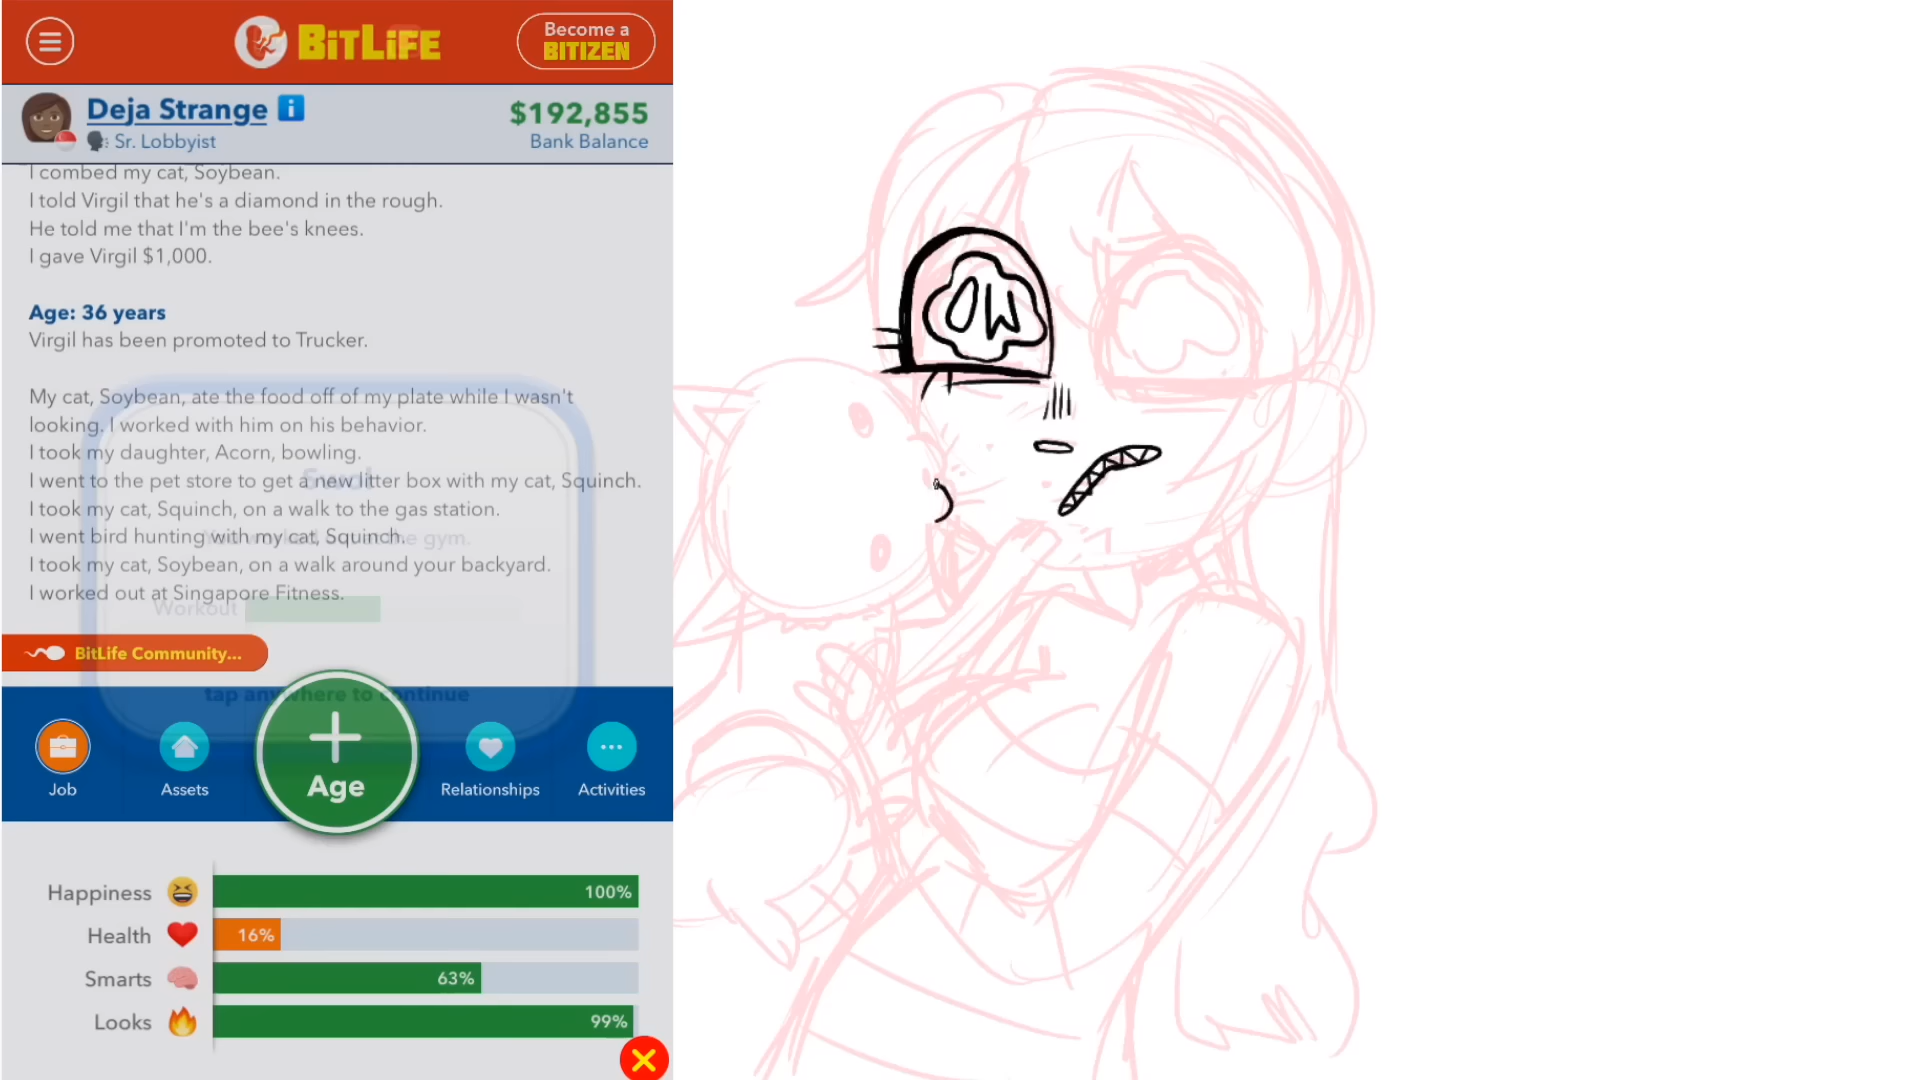 BitLiFE
Become a
BITIZEN
Deja Strange
$192,855
Sr. Lobbyist
Bank Balance
I combed my cat, Soybean.
I told Virgil that he's a diamond in the rough.
He told me that I'm the bee's knees.
I gave Virgil $1,000.
Age: 36 years
Virgil has been promoted to Trucker.
My cat, Soybean, ate the food off of my plate while I wasn't
looking. I worked with him on his behavior.
I took my daughter, Acorn, bowling.
I went to the pet store to get a new litter box with my cat, Squinch.
I took my cat, Squinch, on a walk to the gas station.
I went bird hunting with my cat, Squinch.
I took my cat, Soybean, on a walk around your backyard.
I worked out at Singapore Fitness.
Workout
BitLife Community...
tap anywhere to continue
Age
Job
Assets
Relationships
Activities
Happiness
100%
Health
16%
Smarts
63%
Looks
99%
OW